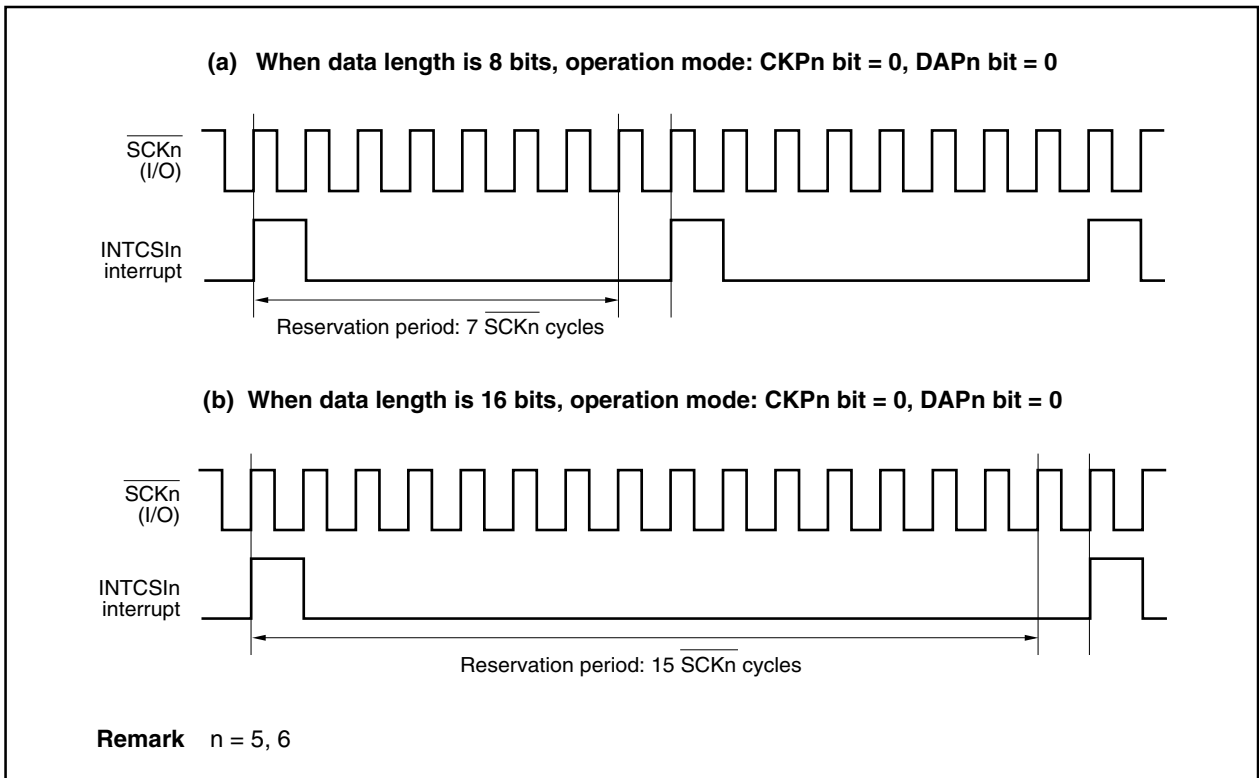 (a) When data length is 8 bits, operation mode: CKPn bit = 0, DAPn bit = 0
SCKn
(I/O)
INTCSIn
interrupt
Reservation period: 7 SCKn cycles
(b) When data length is 16 bits, operation mode: CKPn bit = 0, DAPn bit = 0
SCKn
(I/O)
INTCSIn
interrupt
Reservation period: 15 SCKn cycles
Remark n = 5, 6